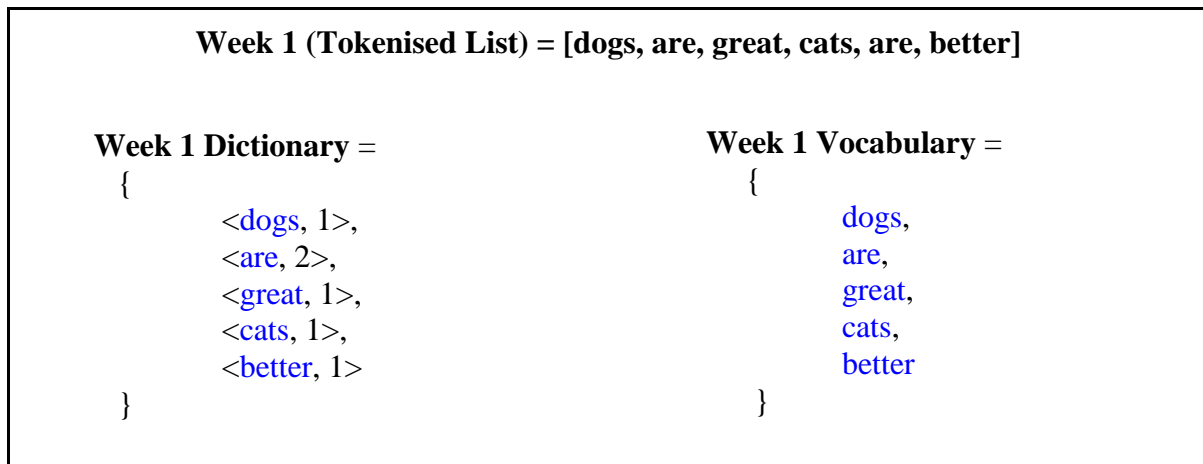 Week 1 (Tokenised List) = [dogs, are, great, cats, are, better]
Week 1 Dictionary =
{
<dogs, 1>,
<are, 2>,
<great, 1>,
<cats, 1>,
<better, 1>
}
Week 1 Vocabulary =
{
dogs,
are,
great,
cats,
better
}